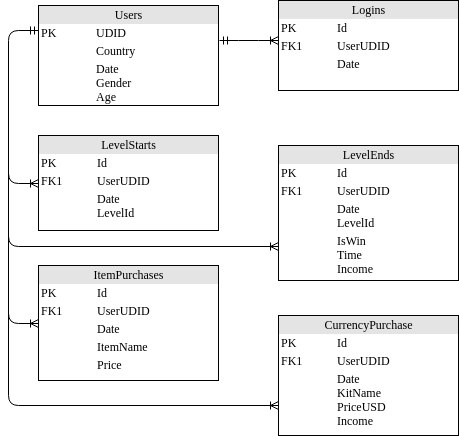 Users
PK UDID
Country
Date
Gender
Age
Logins
PK Id
FK1 UserUDID
Date
LevelStarts
PK Id
FK1 UserUDID
Date
LevelId
LevelEnds
PK Id
FK1 UserUDID
Date
LevelId
IsWin
Time
Income
ItemPurchases
PK Id
FK1 UserUDID
Date
ItemName
Price
CurrencyPurchase
PK Id
FK1 UserUDID
Date
KitName
PriceUSD
Income